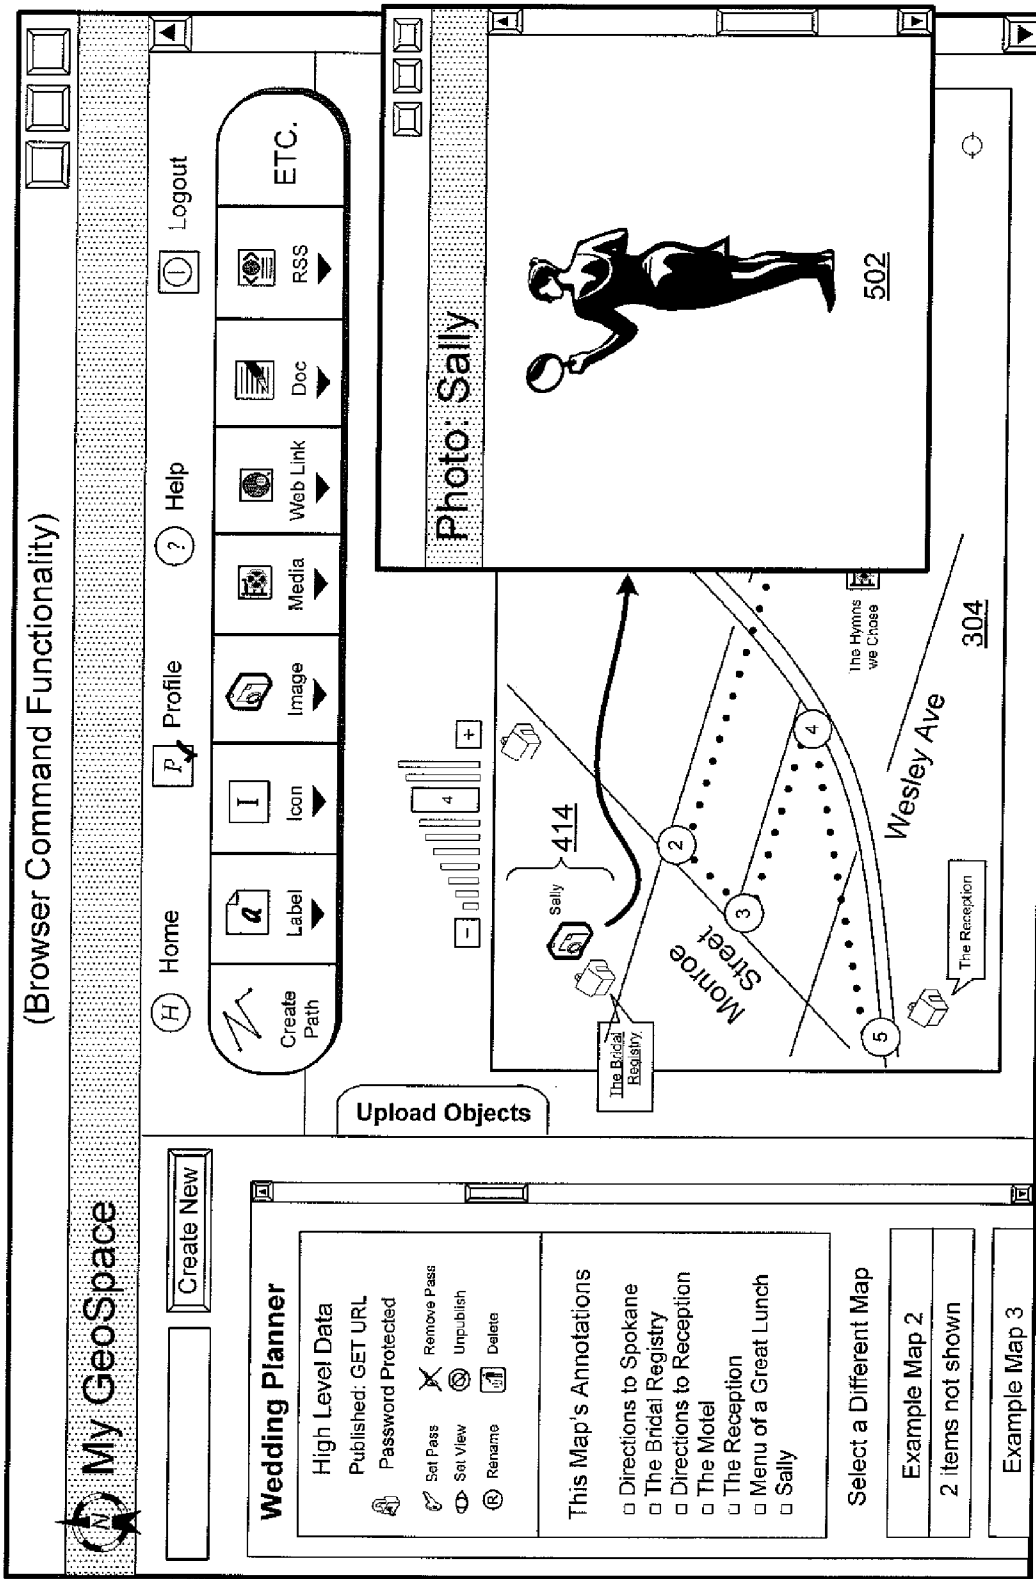 (Browser Command Functionality)
N My GeoSpace
Create New
H Home
P Profile
? Help
Logout
Create
Path
a
Label
I
Icon
Image
Media
Web Link
Doc
RSS
ETC.
Wedding Planner
High Level Data
Published: GET URL
Password Protected
Set Pass
Remove Pass
Set View
Unpublish
R Rename
Delete
This Map's Annotations
Directions to Spokane
The Bridal Registry
Directions to Reception
The Motel
The Reception
Menu of a Great Lunch
Sally
Select a Different Map
Example Map 2
2 items not shown
Example Map 3
Upload Objects
−
4
+
414
Sally
The Bridal
Registry
Monroe
Street
2
3
4
5
The Reception
Wesley Ave
The Hymns
we Chose
304
Photo: Sally
502